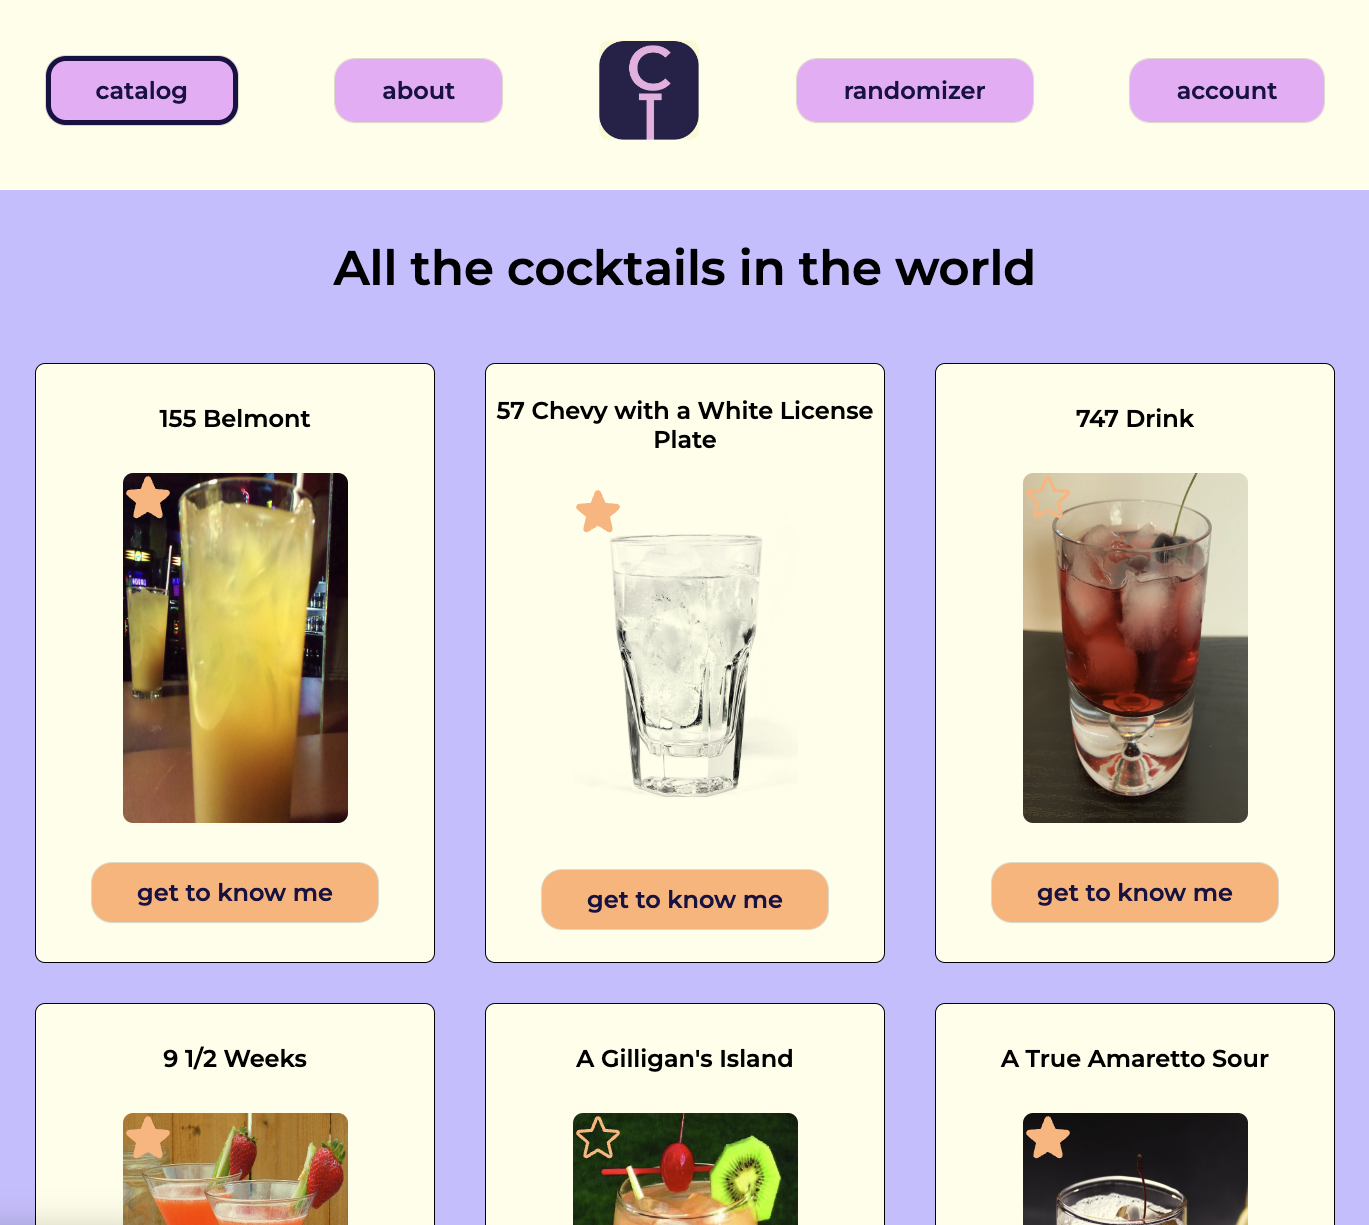 catalog
about
CT
randomizer
account
All the cocktails in the world
155 Belmont
57 Chevy with a White License
Plate
747 Drink
get to know me
get to know me
get to know me
9 1/2 Weeks
A Gilligan's Island
A True Amaretto Sour